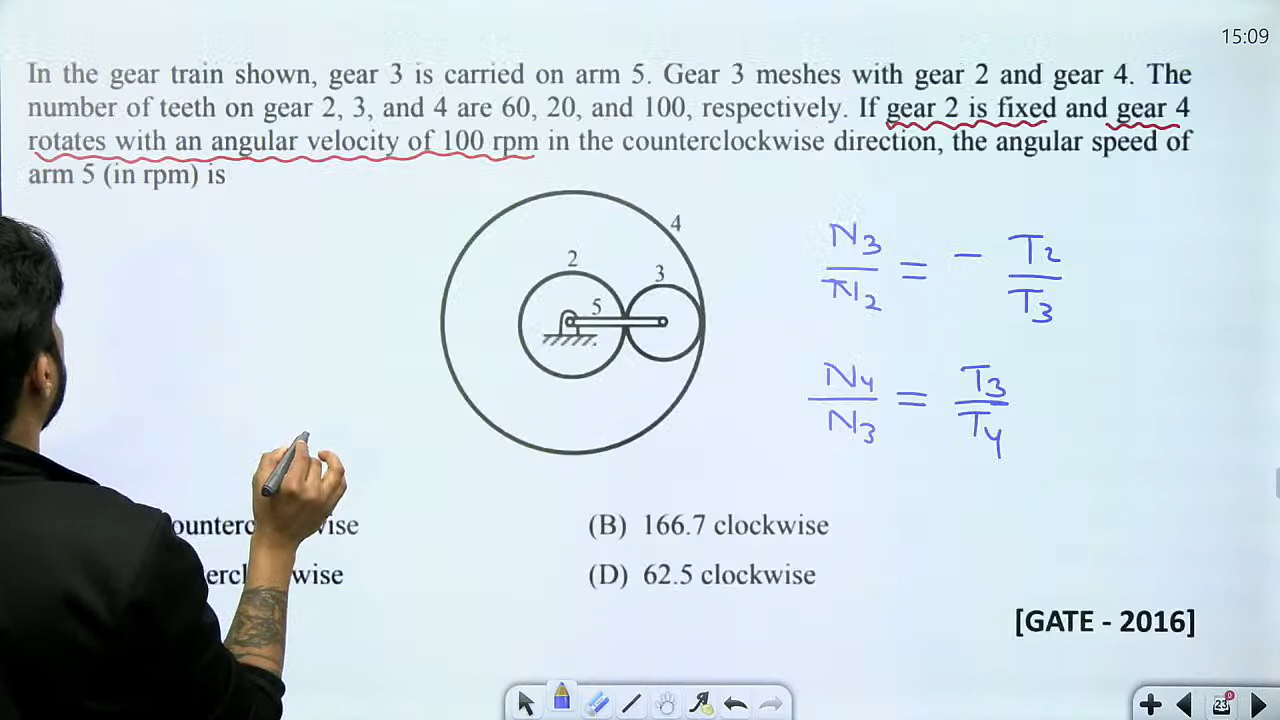 15:09
In the gear train shown, gear 3 is carried on arm 5. Gear 3 meshes with gear 2 and gear 4. The
number of teeth on gear 2, 3, and 4 are 60, 20, and 100, respectively. If gear 2 is fixed and gear 4
rotates with an angular velocity of 100 rpm in the counterclockwise direction, the angular speed of
arm 5 (in rpm) is
4
2
3
5
N3/N2 = - T2/T3
N4/N3 = T3/T4
(B) 166.7 clockwise
(D) 62.5 clockwise
[GATE - 2016]
23
0